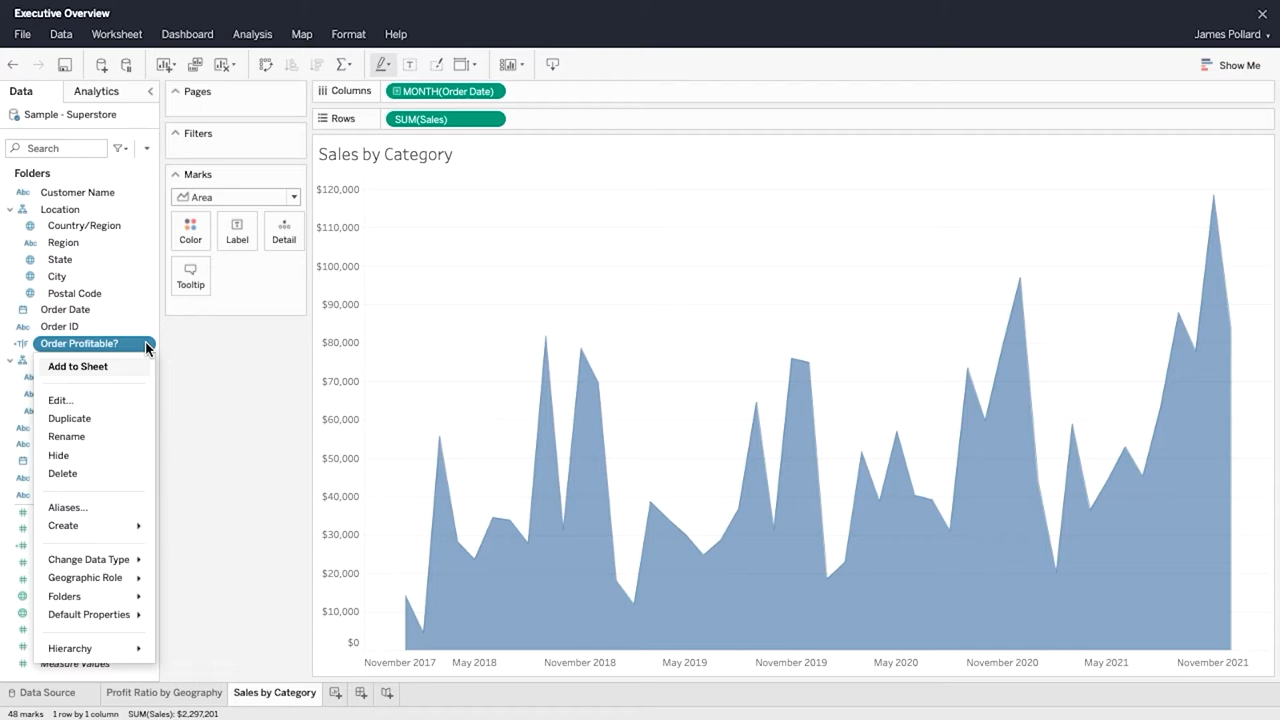 Executive Overview
File Data Worksheet Dashboard Analysis Map Format Help James Pollard
Show Me
Data Analytics
Sample - Superstore
Search
Folders
Abc Customer Name
Location
Country/Region
Abc Region
State
City
Postal Code
Order Date
Abc Order ID
T|F Order Profitable?
Add to Sheet
Edit...
Duplicate
Rename
Hide
Delete
Aliases...
Create
Change Data Type
Geographic Role
Folders
Default Properties
Hierarchy
Measure Values
Pages
Filters
Marks
Area
Color Label Detail
Tooltip
Columns MONTH(Order Date)
Rows SUM(Sales)
Sales by Category
$120,000
$110,000
$100,000
$90,000
$80,000
$70,000
$60,000
$50,000
$40,000
$30,000
$20,000
$10,000
$0
November 2017 May 2018 November 2018 May 2019 November 2019 May 2020 November 2020 May 2021 November 2021
Data Source Profit Ratio by Geography Sales by Category
48 marks 1 row by 1 column SUM(Sales): $2,297,201